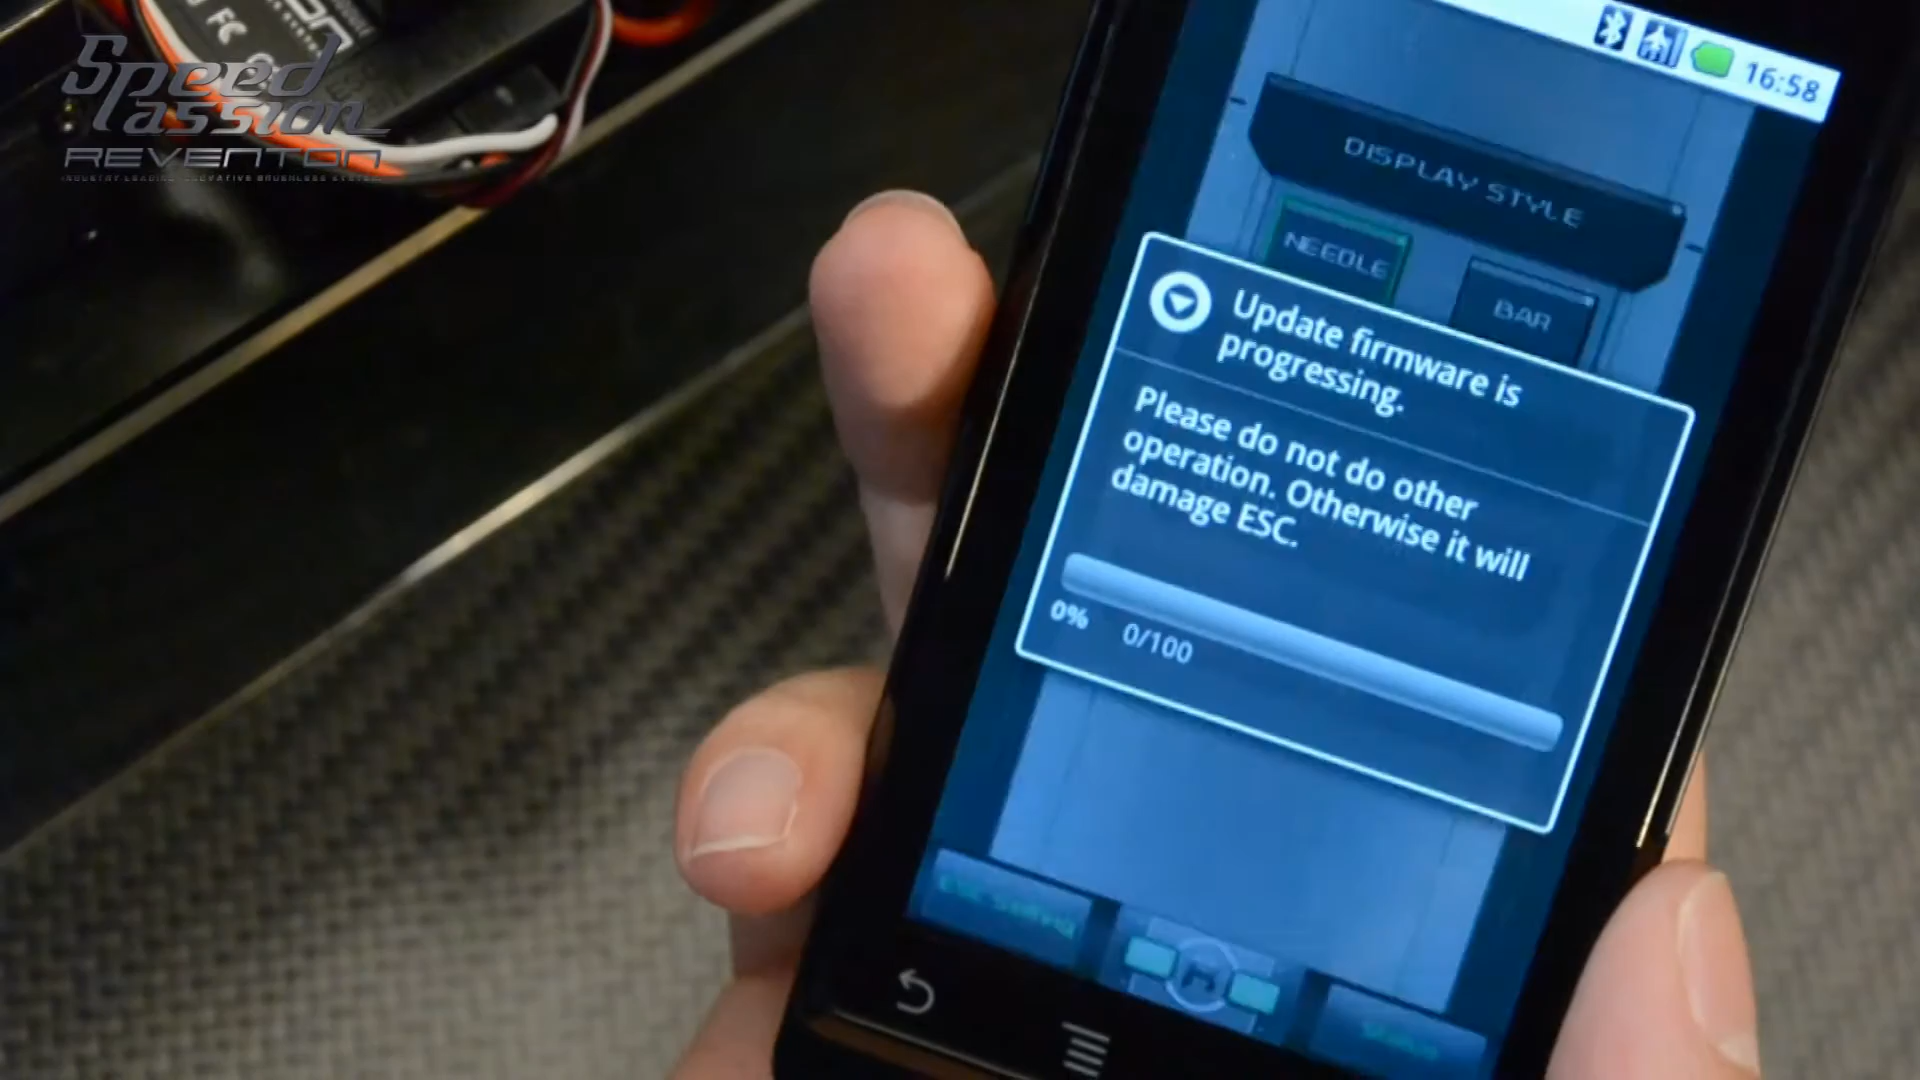 Speed
Passion
REVENTON
FC
16:58
DISPLAY STYLE
NEEDLE
BAR
Update firmware is
progressing.
Please do not do other
operation. Otherwise it will
damage ESC.
0% 0/100